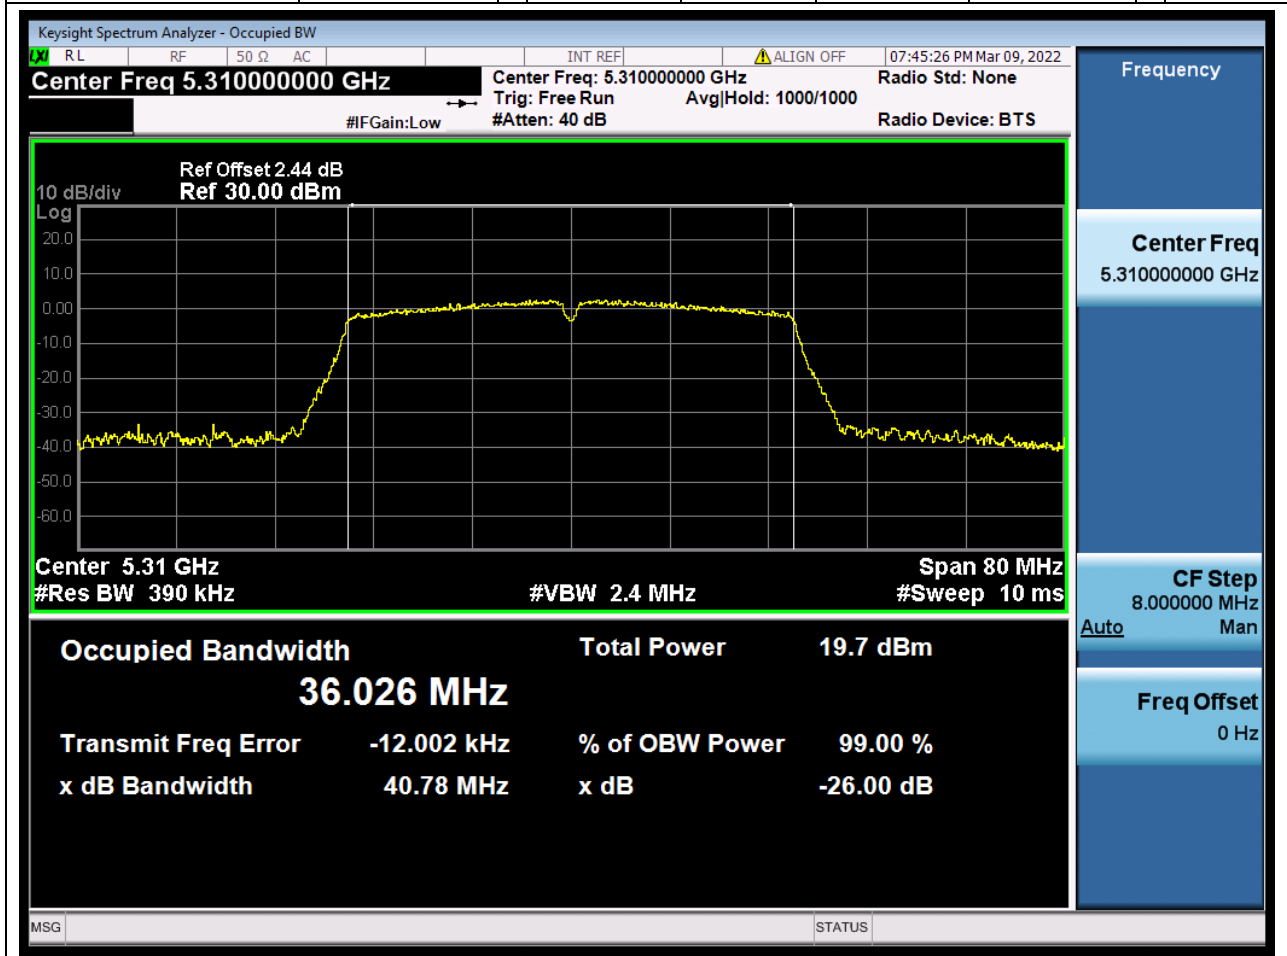 Keysight Spectrum Analyzer - Occupied BW
LXI RL RF 50 Ω AC INT REF ALIGN OFF 07:45:26 PM Mar 09, 2022
Center Freq 5.310000000 GHz Center Freq: 5.310000000 GHz Radio Std: None
Trig: Free Run Avg|Hold: 1000/1000
#IFGain:Low #Atten: 40 dB Radio Device: BTS
Ref Offset 2.44 dB
10 dB/div Ref 30.00 dBm
Log
20.0
10.0
0.00
-10.0
-20.0
-30.0
-40.0
-50.0
-60.0
Center 5.31 GHz Span 80 MHz
#Res BW 390 kHz #VBW 2.4 MHz #Sweep 10 ms
Occupied Bandwidth Total Power 19.7 dBm
36.026 MHz
Transmit Freq Error -12.002 kHz % of OBW Power 99.00 %
x dB Bandwidth 40.78 MHz x dB -26.00 dB
MSG STATUS
Frequency
Center Freq
5.310000000 GHz
CF Step
8.000000 MHz
Auto Man
Freq Offset
0 Hz